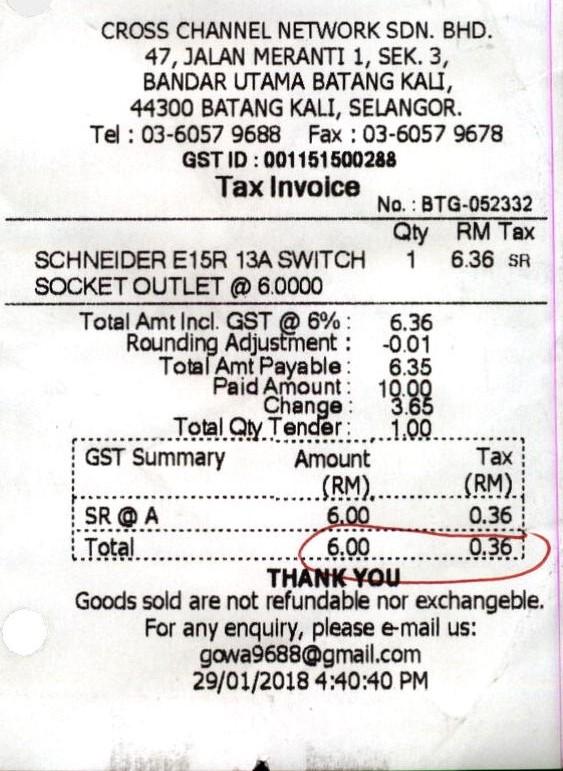 CROSS CHANNEL NETWORK SDN. BHD.
47, JALAN MERANTI 1, SEK. 3,
BANDAR UTAMA BATANG KALI,
44300 BATANG KALI, SELANGOR.
Tel : 03-6057 9688 Fax : 03-6057 9678
GST ID : 001151500288
Tax Invoice
No. : BTG-052332
Qty RM Tax
SCHNEIDER E15R 13A SWITCH 1 6.36 SR
SOCKET OUTLET @ 6.0000
Total Amt Incl. GST @ 6% : 6.36
Rounding Adjustment : -0.01
Total Amt Payable : 6.35
Paid Amount : 10.00
Change : 3.65
Total Qty Tender : 1.00
GST Summary Amount Tax
(RM) (RM)
SR @ A 6.00 0.36
Total 6.00 0.36
THANK YOU
Goods sold are not refundable nor exchangeble.
For any enquiry, please e-mail us:
gowa9688@gmail.com
29/01/2018 4:40:40 PM